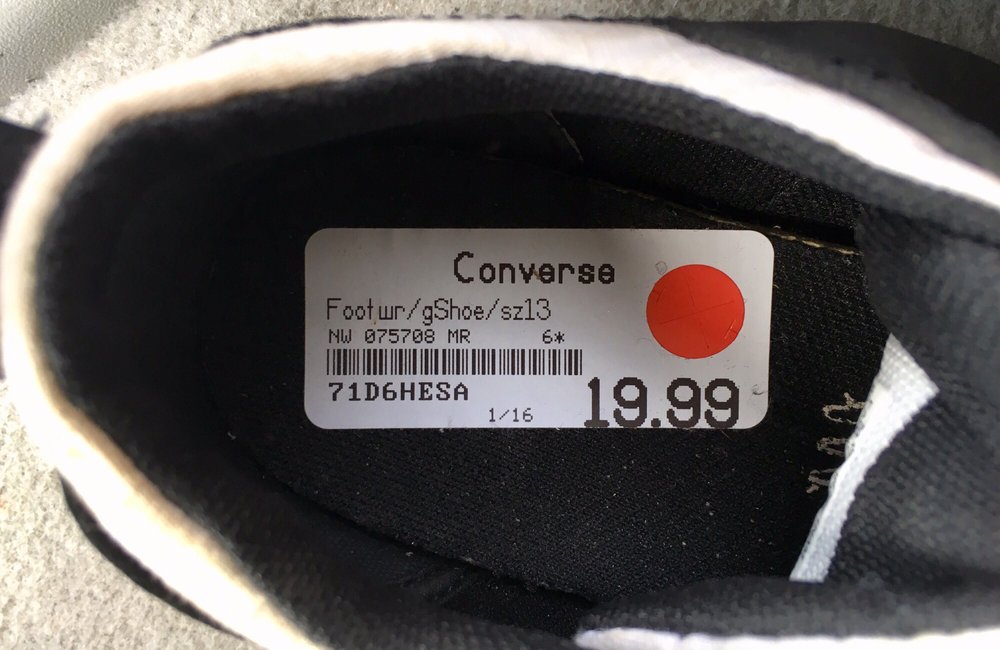 Converse
Footwr/gShoe/sz13
NW 075708 MR 6*
71D6HESA
1/16 19.99